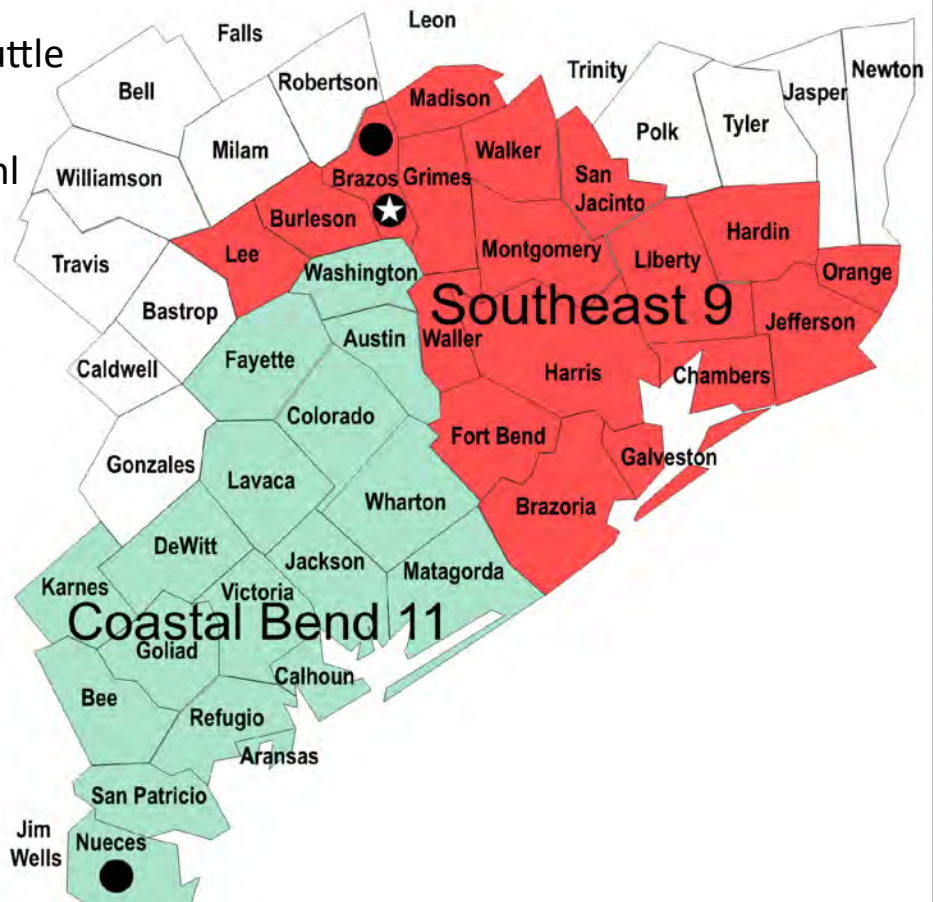 uttle
nl
Leon
Falls
Trinity
Newton
Jasper
Robertson
Bell
Madison
Polk
Tyler
Milam
Walker
Williamson
Brazos
Grimes
San
Jacinto
Burleson
Hardin
Lee
Montgomery
Liberty
Travis
Washington
Orange
Bastrop
Southeast 9
Austin
Waller
Jefferson
Caldwell
Fayette
Harris
Chambers
Colorado
Fort Bend
Galveston
Gonzales
Lavaca
Wharton
Brazoria
DeWitt
Jackson
Matagorda
Karnes
Victoria
Coastal Bend 11
Goliad
Calhoun
Bee
Refugio
Aransas
San Patricio
Jim
Wells
Nueces